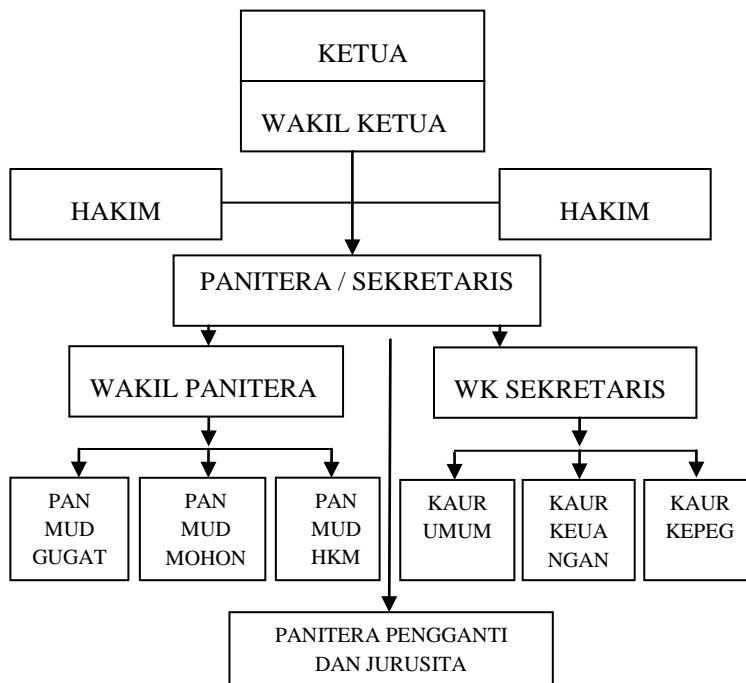 KETUA
WAKIL KETUA
HAKIM
HAKIM
PANITERA / SEKRETARIS
WAKIL PANITERA
WK SEKRETARIS
PAN
MUD
GUGAT
PAN
MUD
MOHON
PAN
MUD
HKM
KAUR
UMUM
KAUR
KEUA
NGAN
KAUR
KEPEG
PANITERA PENGGANTI
DAN JURUSITA